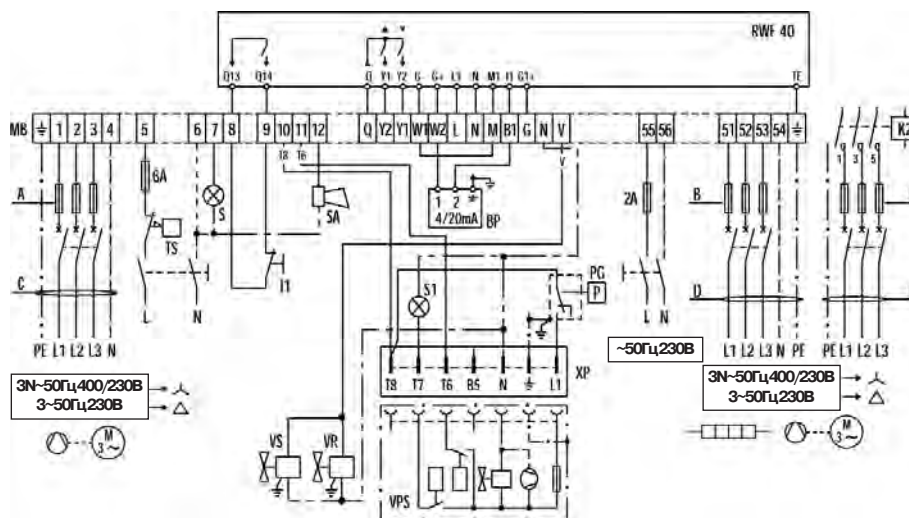 RWF 40
Q13 Q14 Q Y1 Y2 G- G+ L1 N M1 I1 G1+ TE
MB 1 2 3 4 5 6 7 8 9 10 11 12 Q Y2 Y1 W1 W2 L N M B1 G N V 55 56 51 52 53 54 K2
T8 T6 V
1 3 5
6A
A
S
SA
1 2
4/20mA
BP
2A
B
TS
C
I1
S1
PG
P
D
L N
L N
PE L1 L2 L3 N
~50Гц230В
L1 L2 L3 N PE
PE L1 L2 L3
T8 T7 T6 B5 N L1
XP
3N~50Гц400/230В
3~50Гц230В
3N~50Гц400/230В
3~50Гц230В
M
3~
VS
VR
VPS
M
3~